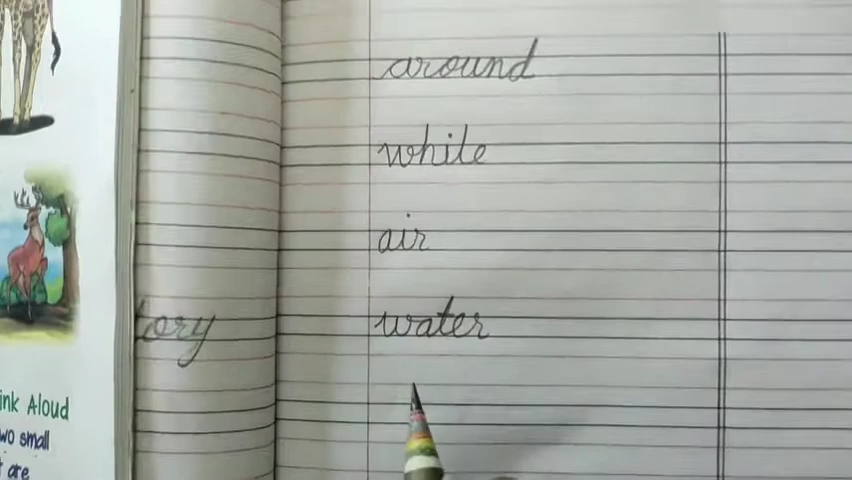 around
white
air
water
tory
ink Aloud
wo small
are